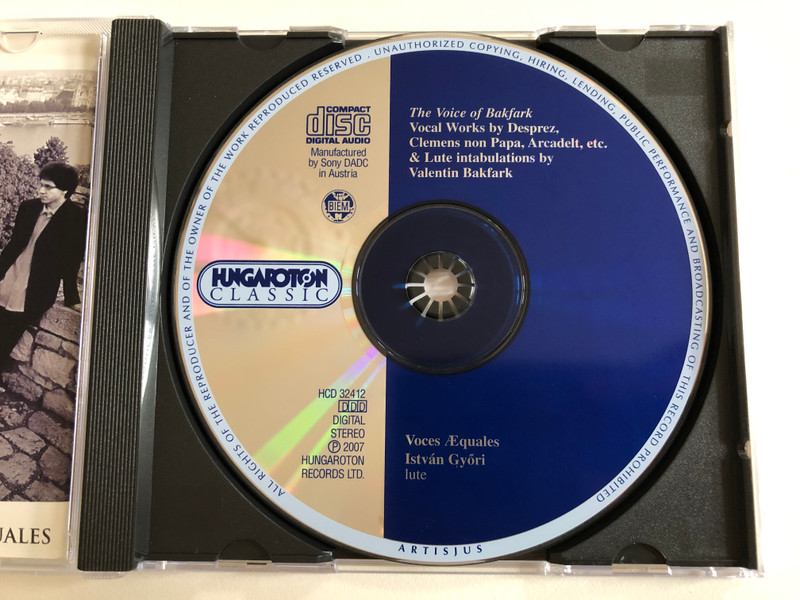 ALL RIGHTS OF THE REPRODUCER AND OF THE OWNER OF THE WORK REPRODUCED RESERVED . UNAUTHORIZED COPYING, HIRING, LENDING, PUBLIC PERFORMANCE AND BROADCASTING OF THIS RECORD PROHIBITED
COMPACT
disc
DIGITAL AUDIO
Manufactured
by Sony DADC
in Austria
BIEM
HUNGAROTON
CLASSIC
HCD 32412
DDD
DIGITAL
STEREO
Ⓟ 2007
HUNGAROTON
RECORDS LTD.
The Voice of Bakfark
Vocal Works by Desprez,
Clemens non Papa, Arcadelt, etc.
& Lute intabulations by
Valentin Bakfark
Voces Æquales
István Győri
lute
ARTISJUS
UALES